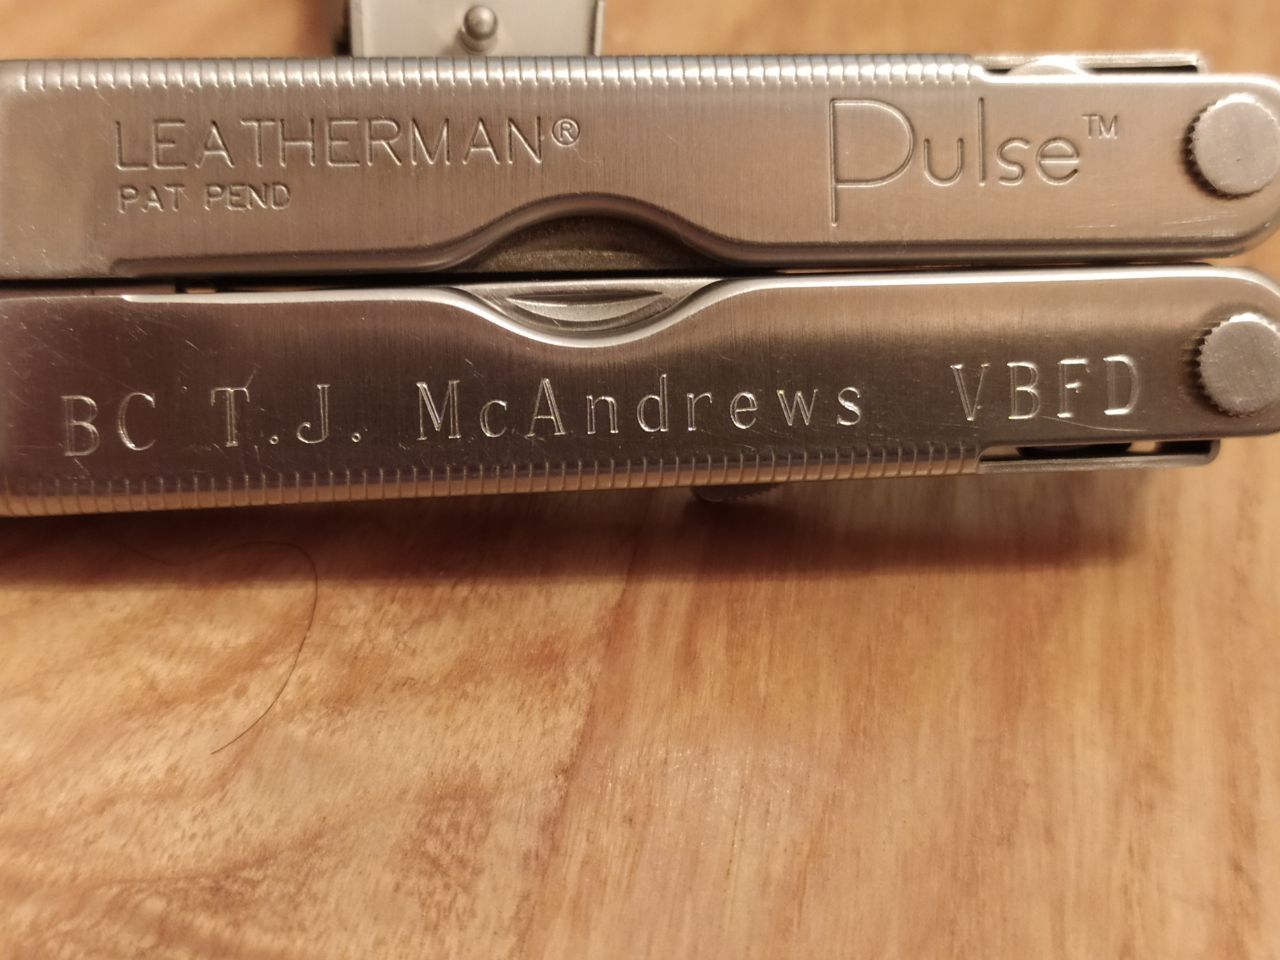 LEATHERMAN® Pulse™
PAT PEND
BC T.J. McAndrews VBFD